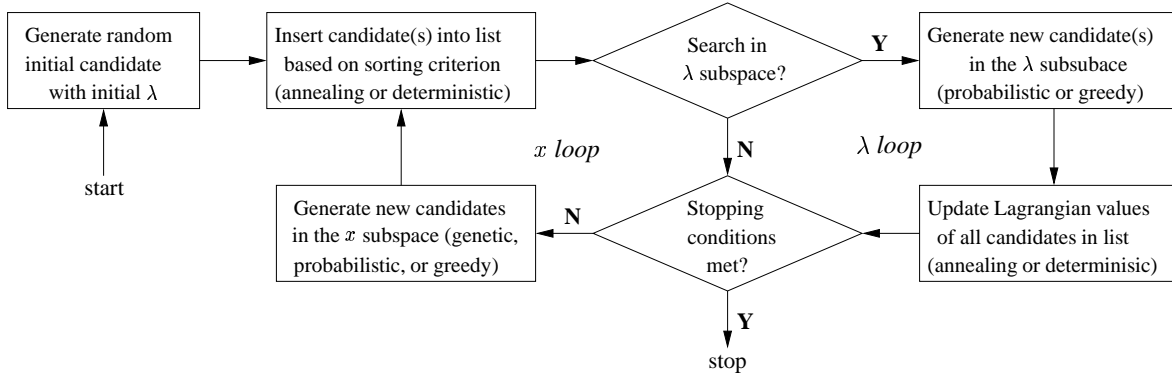 Generate random
initial candidate
with initial λ
start
Insert candidate(s) into list
based on sorting criterion
(annealing or deterministic)
Search in
λ subspace?
Y
Generate new candidate(s)
in the λ subsubace
(probabilistic or greedy)
N
x loop
λ loop
Generate new candidates
in the x subspace (genetic,
probabilistic, or greedy)
N
Stopping
conditions
met?
Update Lagrangian values
of all candidates in list
(annealing or determinisic)
Y
stop